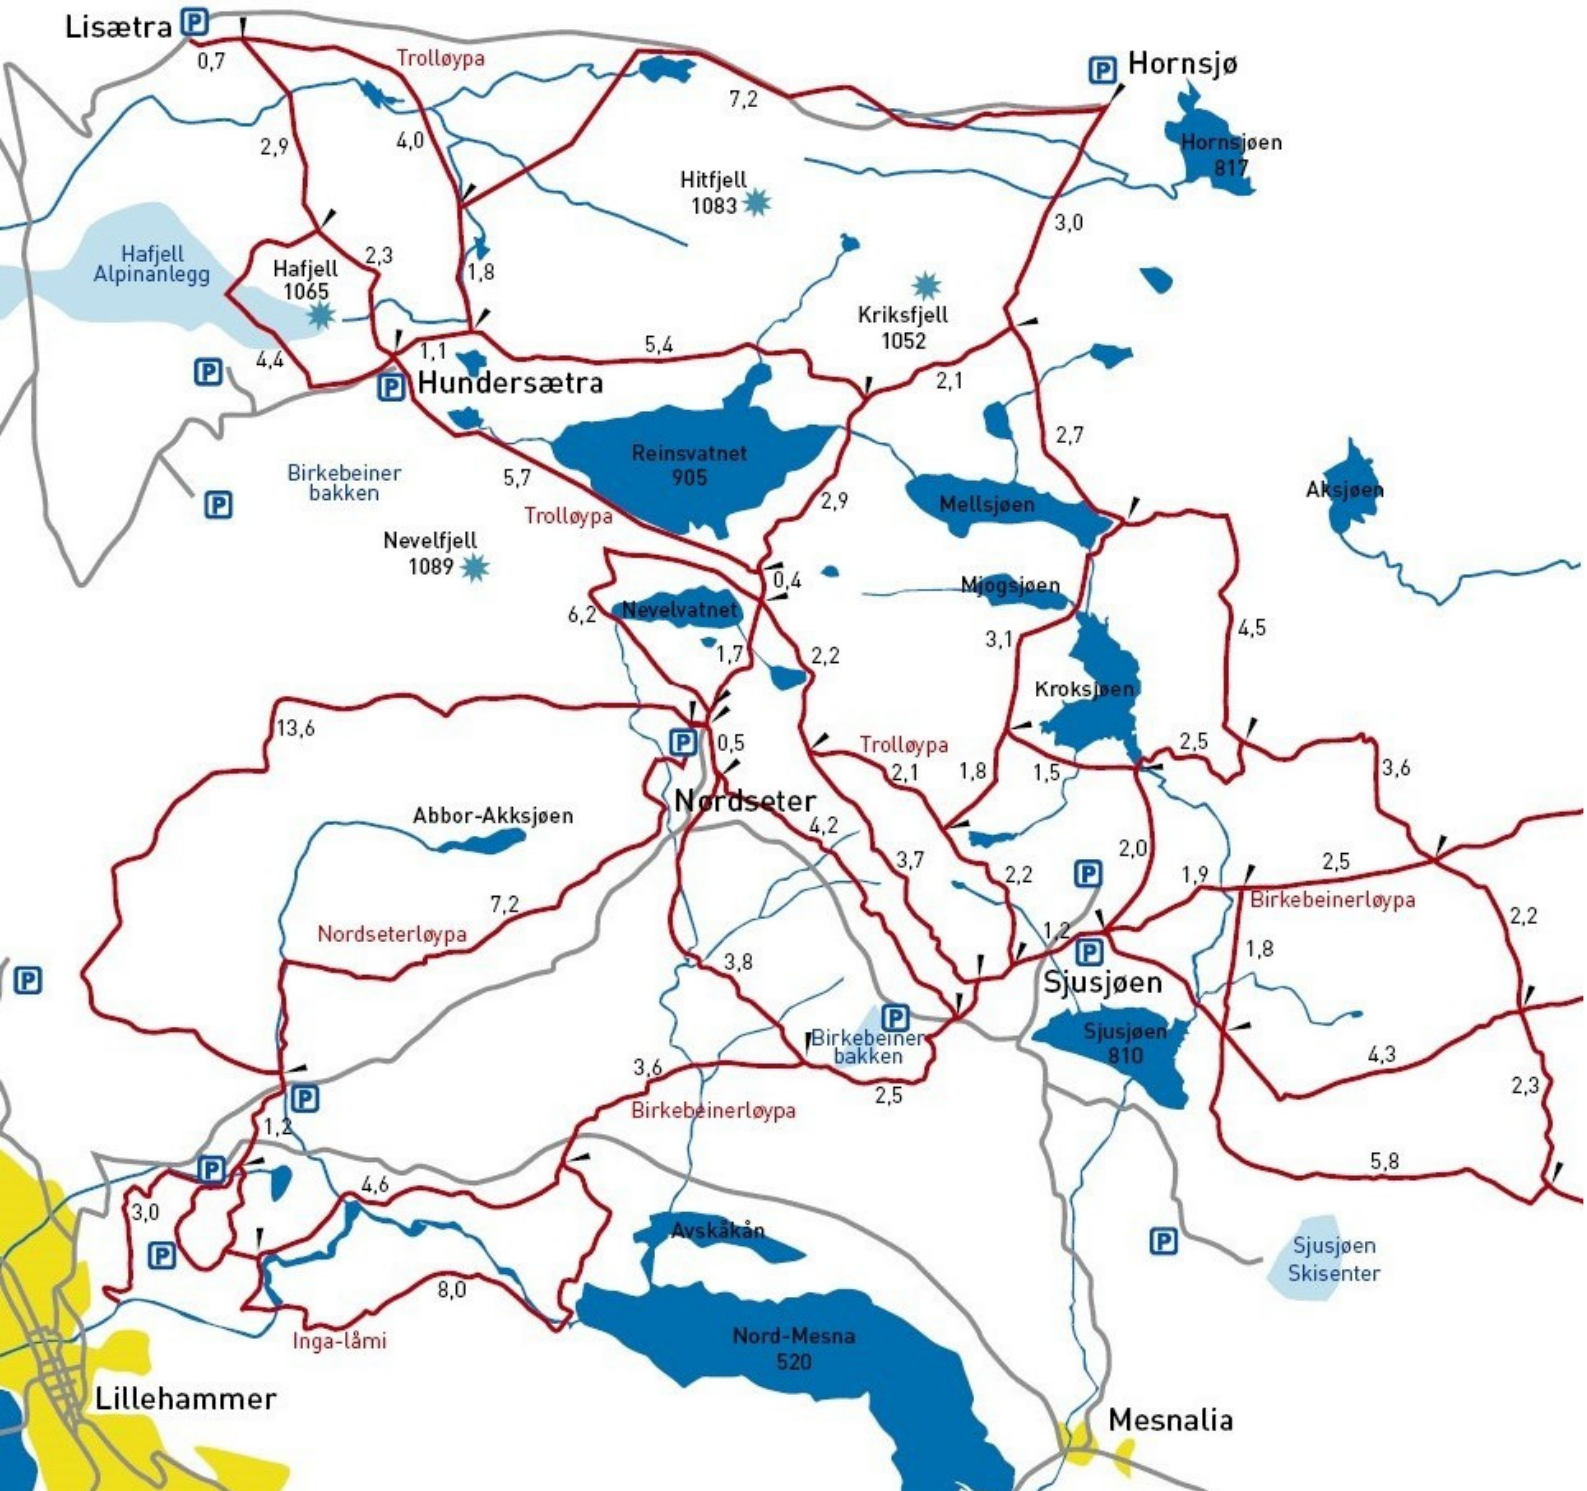 Lisætra P
0,7
Trolløypa
P Hornsjø
7,2
2,9
4,0
Hornsjøen
817
Hitfjell
1083
3,0
Hafjell
Alpinanlegg
2,3
Hafjell
1065
1,8
Kriksfjell
1052
4,4
1,1
5,4
2,1
P
P Hundersætra
2,7
Reinsvatnet
905
Birkebeiner
bakken
5,7
2,9
Mellsjøen
Aksjøen
P
Trolløypa
Nevelfjell
1089
0,4
Mjogsjøen
6,2
Nevelvatnet
4,5
3,1
1,7
2,2
Kroksjøen
13,6
P
0,5
Trolløypa
2,5
2,1
1,8
1,5
3,6
Nordseter
Abbor-Akksjøen
4,2
2,0
3,7
2,5
P
2,2
1,9
7,2
Birkebeinerløypa
2,2
Nordseterløypa
1,2
1,8
P
3,8
P
Sjusjøen
P
Birkebeiner
bakken
Sjusjøen
810
4,3
3,6
2,5
2,3
P
Birkebeinerløypa
1,2
P
5,8
4,6
3,0
P
Avskåkån
P
Sjusjøen
Skisenter
8,0
Inga-låmi
Nord-Mesna
520
Lillehammer
Mesnalia